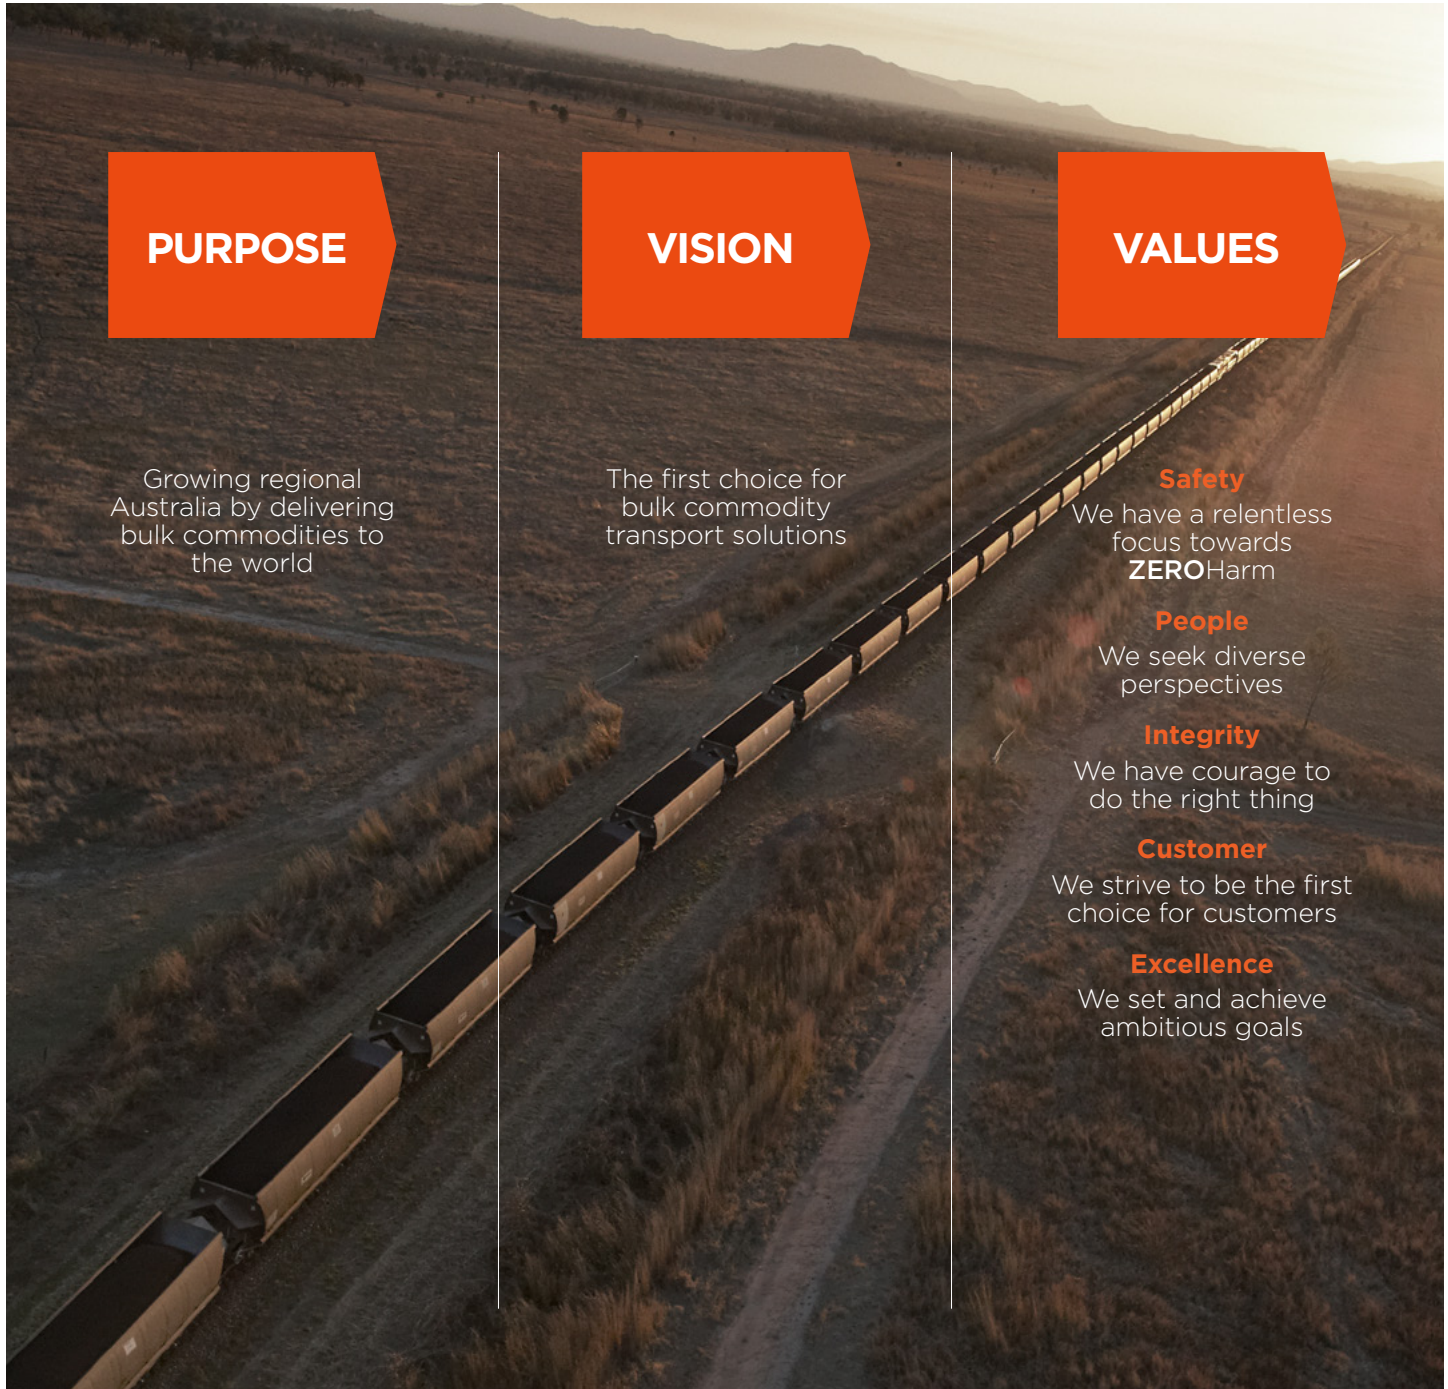 PURPOSE
Growing regional
Australia by delivering
bulk commodities to
the world
VISION
The first choice for
bulk commodity
transport solutions
VALUES
Safety
We have a relentless
focus towards
ZEROHarm
People
We seek diverse
perspectives
Integrity
We have courage to
do the right thing
Customer
We strive to be the first
choice for customers
Excellence
We set and achieve
ambitious goals